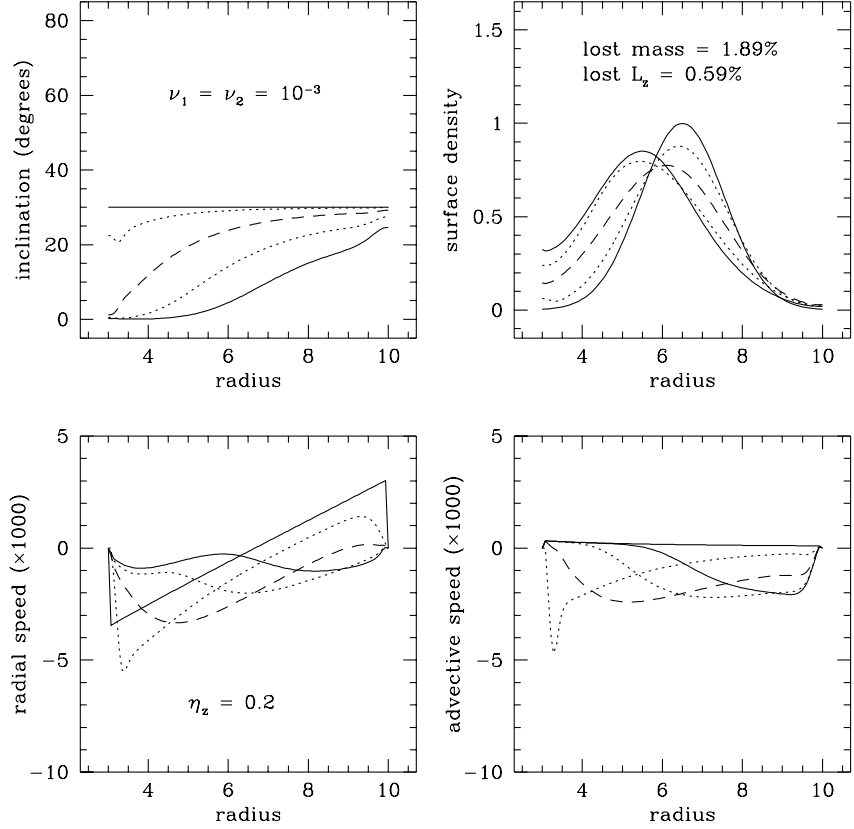 80
60
40
20
0
inclination (degrees)
ν₁ = ν₂ = 10⁻³
4 6 8 10
radius
1.5
1
0.5
0
surface density
lost mass = 1.89%
lost L_z = 0.59%
4 6 8 10
radius
5
0
−5
−10
radial speed (×1000)
η_z = 0.2
4 6 8 10
radius
5
0
−5
−10
advective speed (×1000)
4 6 8 10
radius